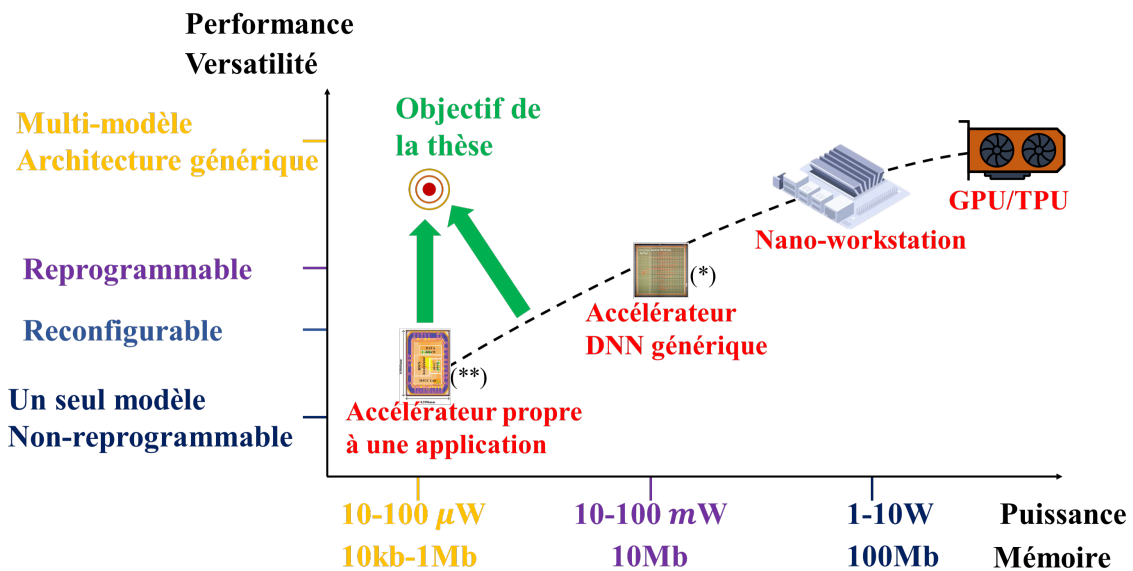 Performance
Versatilité
Objectif de
la thèse
Multi-modèle
Architecture générique
GPU/TPU
Nano-workstation
Reprogrammable
(*)
Accélérateur
DNN générique
Reconfigurable
(**)
Un seul modèle
Non-reprogrammable
Accélérateur propre
à une application
10-100 µW
10-100 mW
1-10W
Puissance
10kb-1Mb
10Mb
100Mb
Mémoire